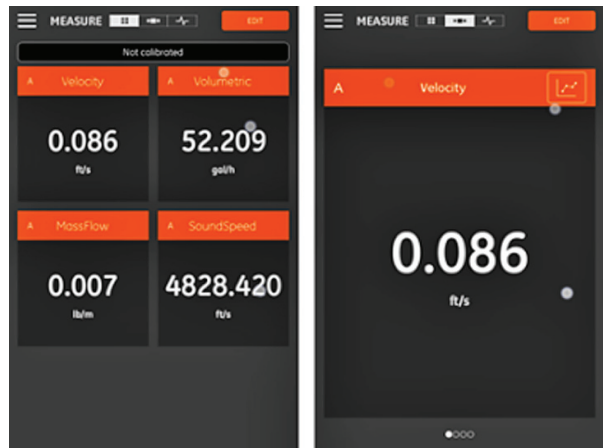 MEASURE
EDIT
Not calibrated
A Velocity
0.086
ft/s
A Volumetric
52.209
gal/h
A MassFlow
0.007
lb/m
A SoundSpeed
4828.420
ft/s
MEASURE
EDIT
A Velocity
0.086
ft/s